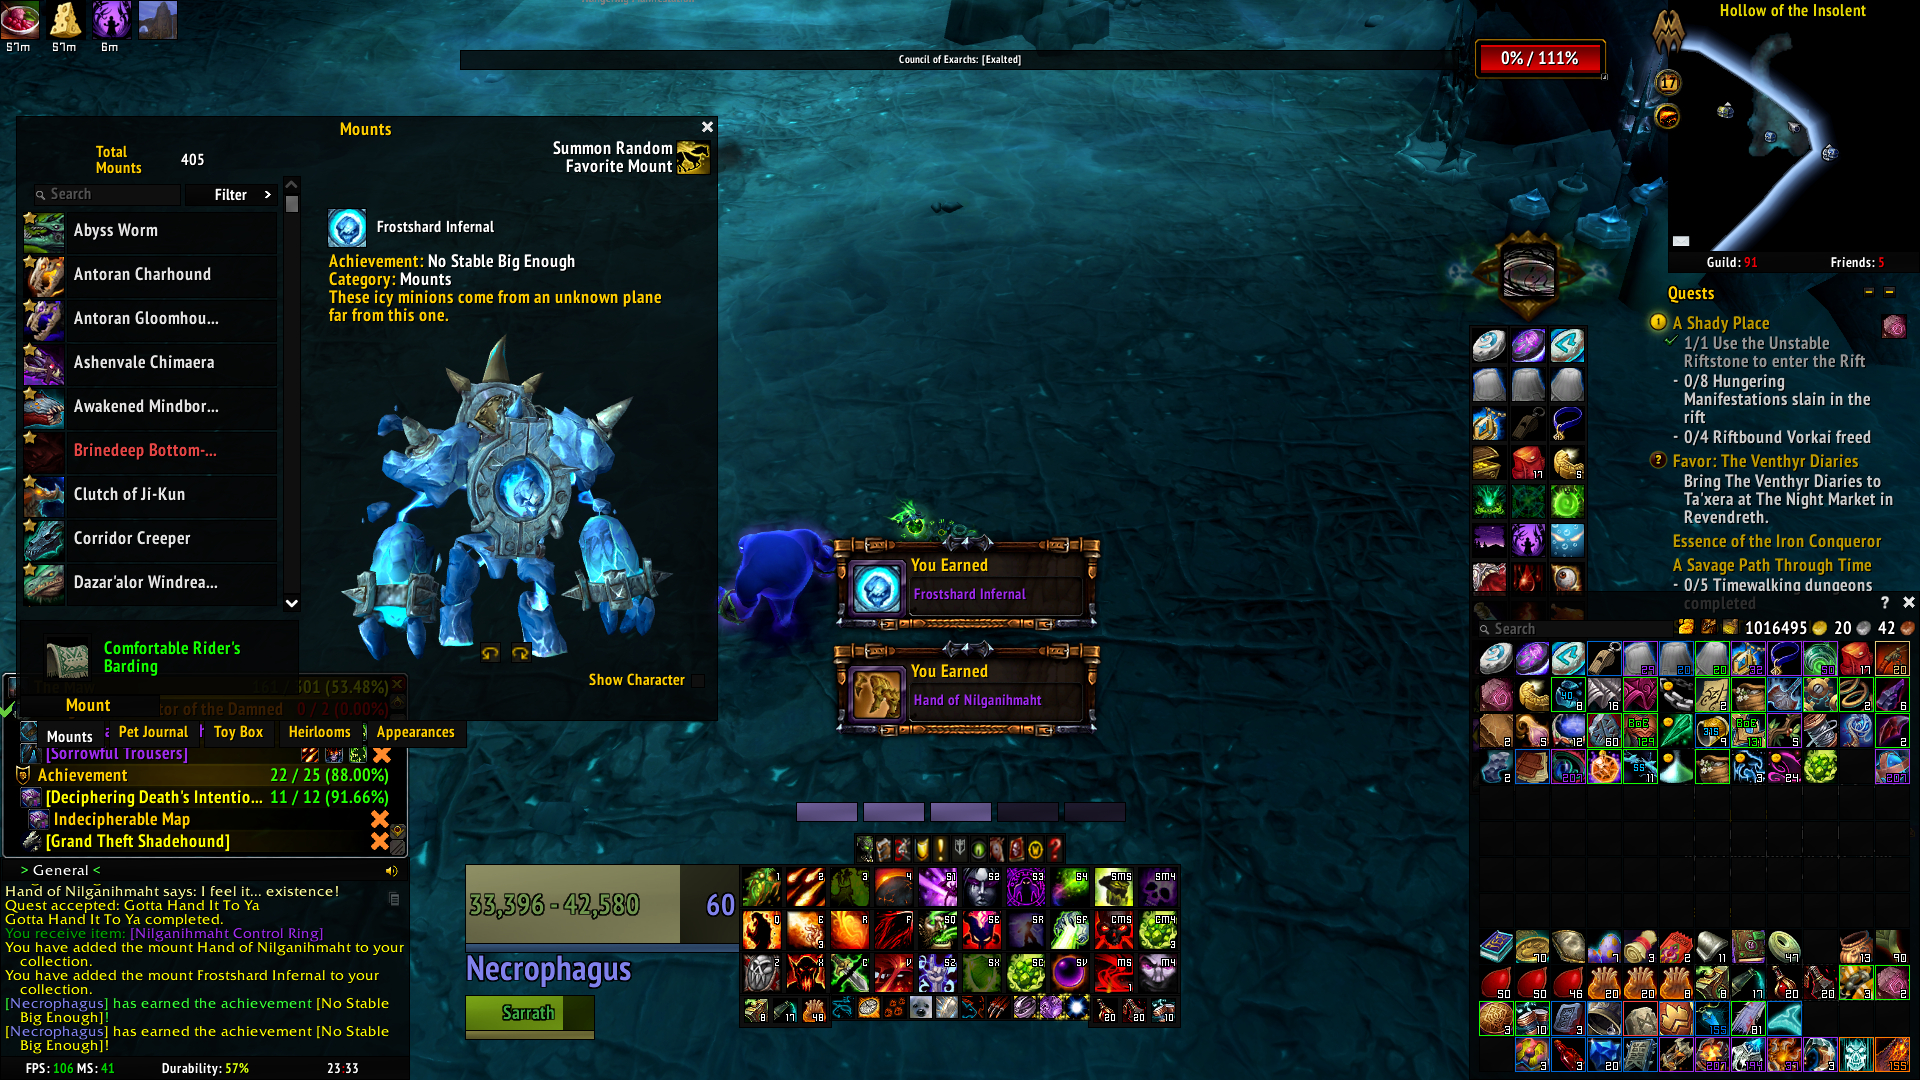 57m
57m
6m
Council of Exarchs: [Exalted]
0% / 111%
Hollow of the Insolent
17
Guild: 91
Friends: 5
Mounts
Total Mounts
405
Summon Random
Favorite Mount
Search
Filter
Abyss Worm
Antoran Charhound
Antoran Gloomhou...
Ashenvale Chimaera
Awakened Mindbor...
Brinedeep Bottom-...
Clutch of Ji-Kun
Corridor Creeper
Dazar'alor Windrea...
Frostshard Infernal
Achievement: No Stable Big Enough
Category: Mounts
These icy minions come from an unknown plane
far from this one.
Show Character
Comfortable Rider's
Barding
Mount
Mounts
Pet Journal
Toy Box
Heirlooms
Appearances
[Sorrowful Trousers]
Achievement
22 / 25 (88.00%)
[Deciphering Death's Intentio...
11 / 12 (91.66%)
Indecipherable Map
[Grand Theft Shadehound]
> General <
Hand of Nilganihmaht says: I feel it... existence!
Quest accepted: Gotta Hand It To Ya
Gotta Hand It To Ya completed.
You receive item: [Nilganihmaht Control Ring]
You have added the mount Hand of Nilganihmaht to your
collection.
You have added the mount Frostshard Infernal to your
collection.
[Necrophagus] has earned the achievement [No Stable
Big Enough]!
[Necrophagus] has earned the achievement [No Stable
Big Enough]!
FPS: 106 MS: 41
Durability: 57%
23:33
You Earned
Frostshard Infernal
You Earned
Hand of Nilganihmaht
33,396 - 42,580
60
Necrophagus
Sarrath
Quests
A Shady Place
1/1 Use the Unstable
Riftstone to enter the Rift
- 0/8 Hungering
Manifestations slain in the
rift
- 0/4 Riftbound Vorkai freed
Favor: The Venthyr Diaries
Bring The Venthyr Diaries to
Ta'xera at The Night Market in
Revendreth.
Essence of the Iron Conqueror
A Savage Path Through Time
- 0/5 Timewalking dungeons
completed
Search
1016495 20 42